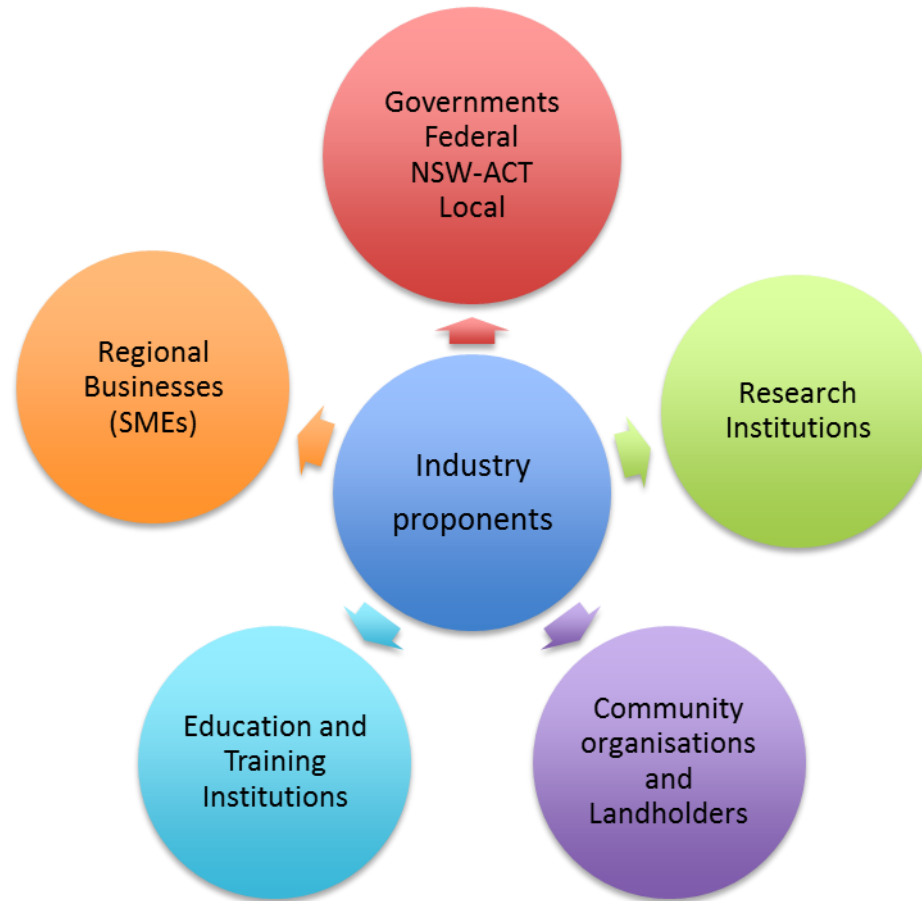 Governments
Federal
NSW-ACT
Local
Regional
Businesses
(SMEs)
Research
Institutions
Industry
proponents
Education and
Training
Institutions
Community
organisations
and
Landholders